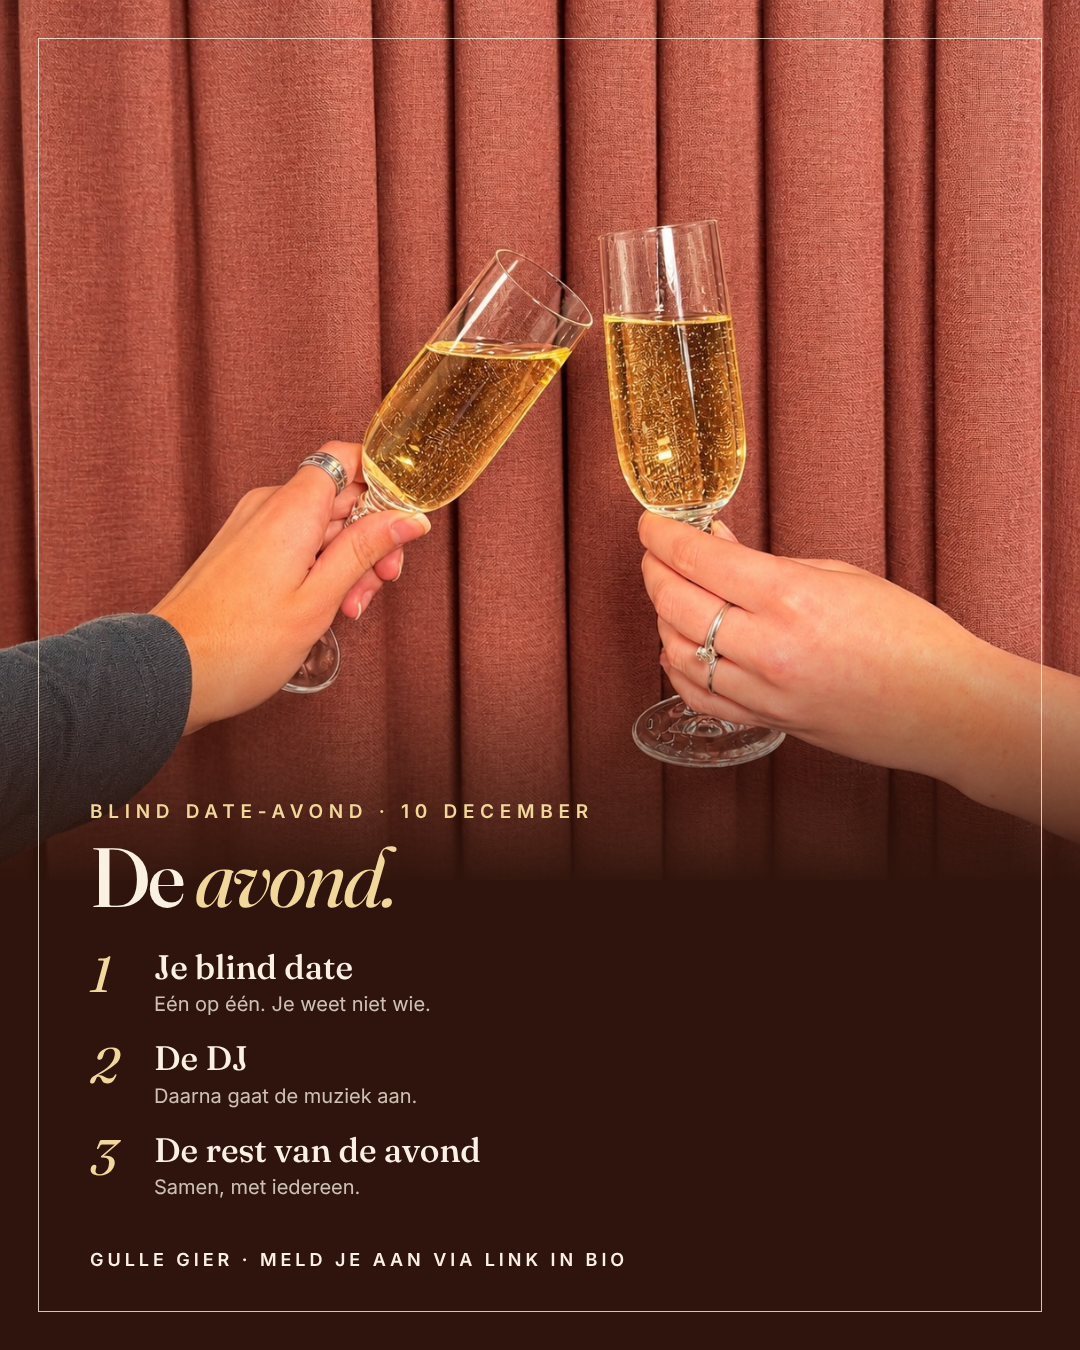 BLIND DATE-AVOND · 10 DECEMBER
De avond.
1 Je blind date
Eén op één. Je weet niet wie.
2 De DJ
Daarna gaat de muziek aan.
3 De rest van de avond
Samen, met iedereen.
GULLE GIER · MELD JE AAN VIA LINK IN BIO